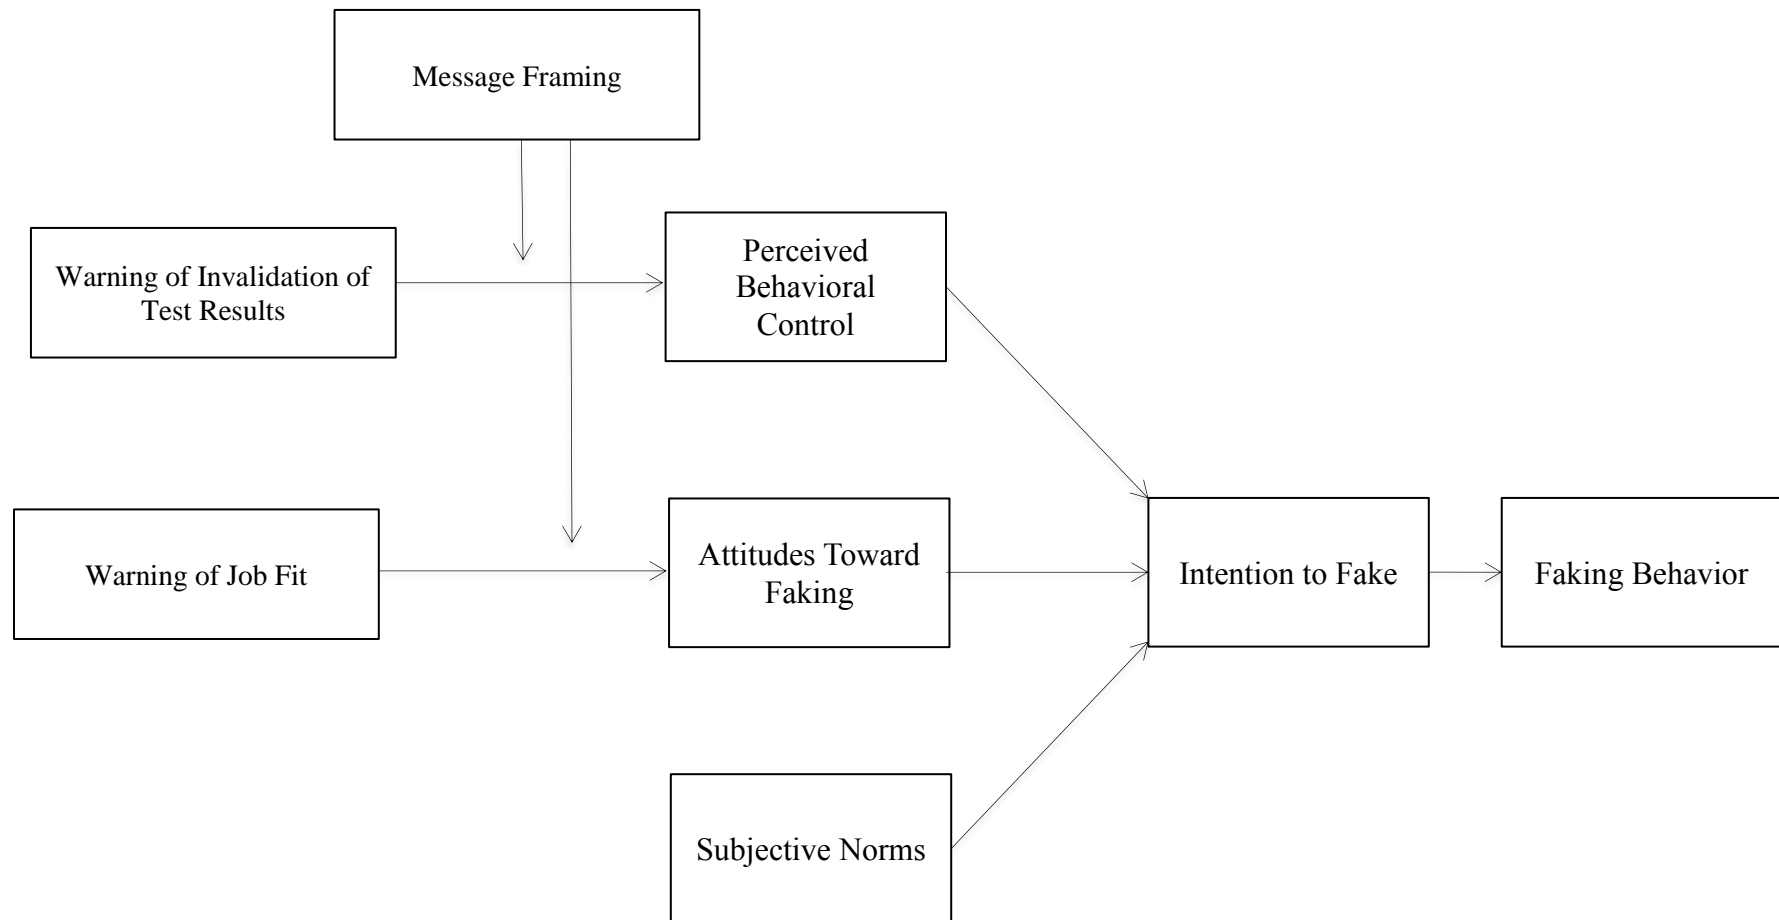 Message Framing
Warning of Invalidation of
Test Results
Perceived
Behavioral
Control
Warning of Job Fit
Attitudes Toward
Faking
Intention to Fake
Faking Behavior
Subjective Norms